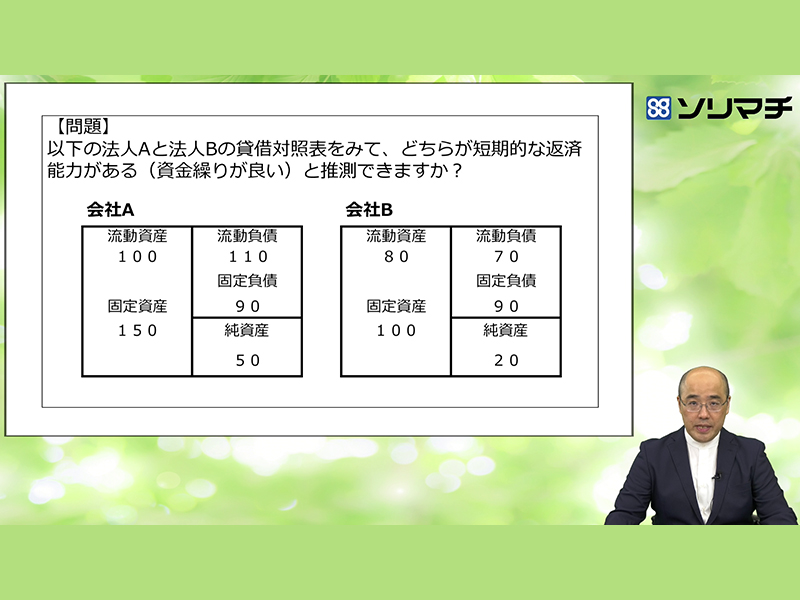 ソリマチ
【問題】
以下の法人Aと法人Bの貸借対照表をみて、どちらが短期的な返済
能力がある（資金繰りが良い）と推測できますか？
会社A
流動資産
１００
固定資産
１５０
流動負債
１１０
固定負債
９０
純資産
５０
会社B
流動資産
８０
固定資産
１００
流動負債
７０
固定負債
９０
純資産
２０